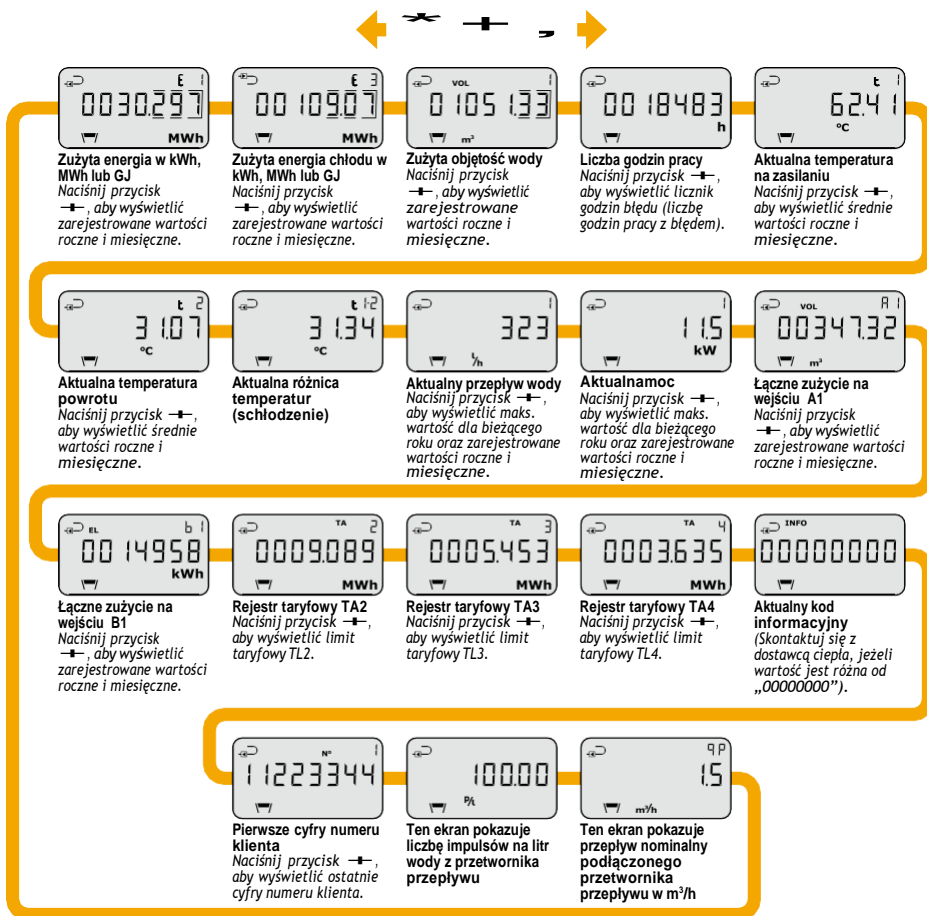 E 1
0030.297
MWh
Zużyta energia w kWh,
MWh lub GJ
Naciśnij przycisk
, aby wyświetlić
zarejestrowane wartości
roczne i miesięczne.
E 3
00109.07
MWh
Zużyta energia chłodu w
kWh, MWh lub GJ
Naciśnij przycisk
, aby wyświetlić
zarejestrowane wartości
roczne i miesięczne.
VOL 1
01051.33
m³
Zużyta objętość wody
Naciśnij przycisk
, aby wyświetlić
zarejestrowane
wartości roczne i
miesięczne.
0018483
h
Liczba godzin pracy
Naciśnij przycisk ,
aby wyświetlić licznik
godzin błędu (liczbę
godzin pracy z błędem).
t 1
62.41
°C
Aktualna temperatura
na zasilaniu
Naciśnij przycisk ,
aby wyświetlić średnie
wartości roczne i
miesięczne.
t 2
31.07
°C
Aktualna temperatura
powrotu
Naciśnij przycisk ,
aby wyświetlić średnie
wartości roczne i
miesięczne.
t 1-2
31.34
°C
Aktualna różnica
temperatur
(schłodzenie)
1
323
l/h
Aktualny przepływ wody
Naciśnij przycisk ,
aby wyświetlić maks.
wartość dla bieżącego
roku oraz zarejestrowane
wartości roczne i
miesięczne.
1
11.5
kW
Aktualnamoc
Naciśnij przycisk ,
aby wyświetlić maks.
wartość dla bieżącego
roku oraz zarejestrowane
wartości roczne i
miesięczne.
VOL A1
00347.32
m³
Łączne zużycie na
wejściu A1
Naciśnij przycisk
, aby wyświetlić
zarejestrowane wartości
roczne i miesięczne.
EL b1
0014958
kWh
Łączne zużycie na
wejściu B1
Naciśnij przycisk
, aby wyświetlić
zarejestrowane wartości
roczne i miesięczne.
TA 2
0009.089
MWh
Rejestr taryfowy TA2
Naciśnij przycisk ,
aby wyświetlić limit
taryfowy TL2.
TA 3
0005.453
MWh
Rejestr taryfowy TA3
Naciśnij przycisk ,
aby wyświetlić limit
taryfowy TL3.
TA 4
0003.635
MWh
Rejestr taryfowy TA4
Naciśnij przycisk ,
aby wyświetlić limit
taryfowy TL4.
INFO
00000000
Aktualny kod
informacyjny
(Skontaktuj się z
dostawcą ciepła, jeżeli
wartość jest różna od
„00000000”).
N° 1
11223344
Pierwsze cyfry numeru
klienta
Naciśnij przycisk ,
aby wyświetlić ostatnie
cyfry numeru klienta.
100.00
P/L
Ten ekran pokazuje
liczbę impulsów na litr
wody z przetwornika
przepływu
qP
1.5
m³/h
Ten ekran pokazuje
przepływ nominalny
podłączonego
przetwornika
przepływu w m³/h